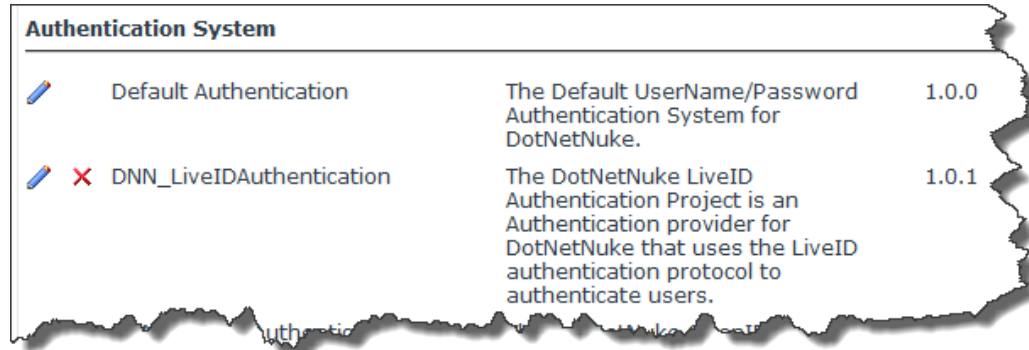 Authentication System
Default Authentication
The Default UserName/Password
Authentication System for
DotNetNuke.
1.0.0
DNN_LiveIDAuthentication
The DotNetNuke LiveID
Authentication Project is an
Authentication provider for
DotNetNuke that uses the LiveID
authentication protocol to
authenticate users.
1.0.1